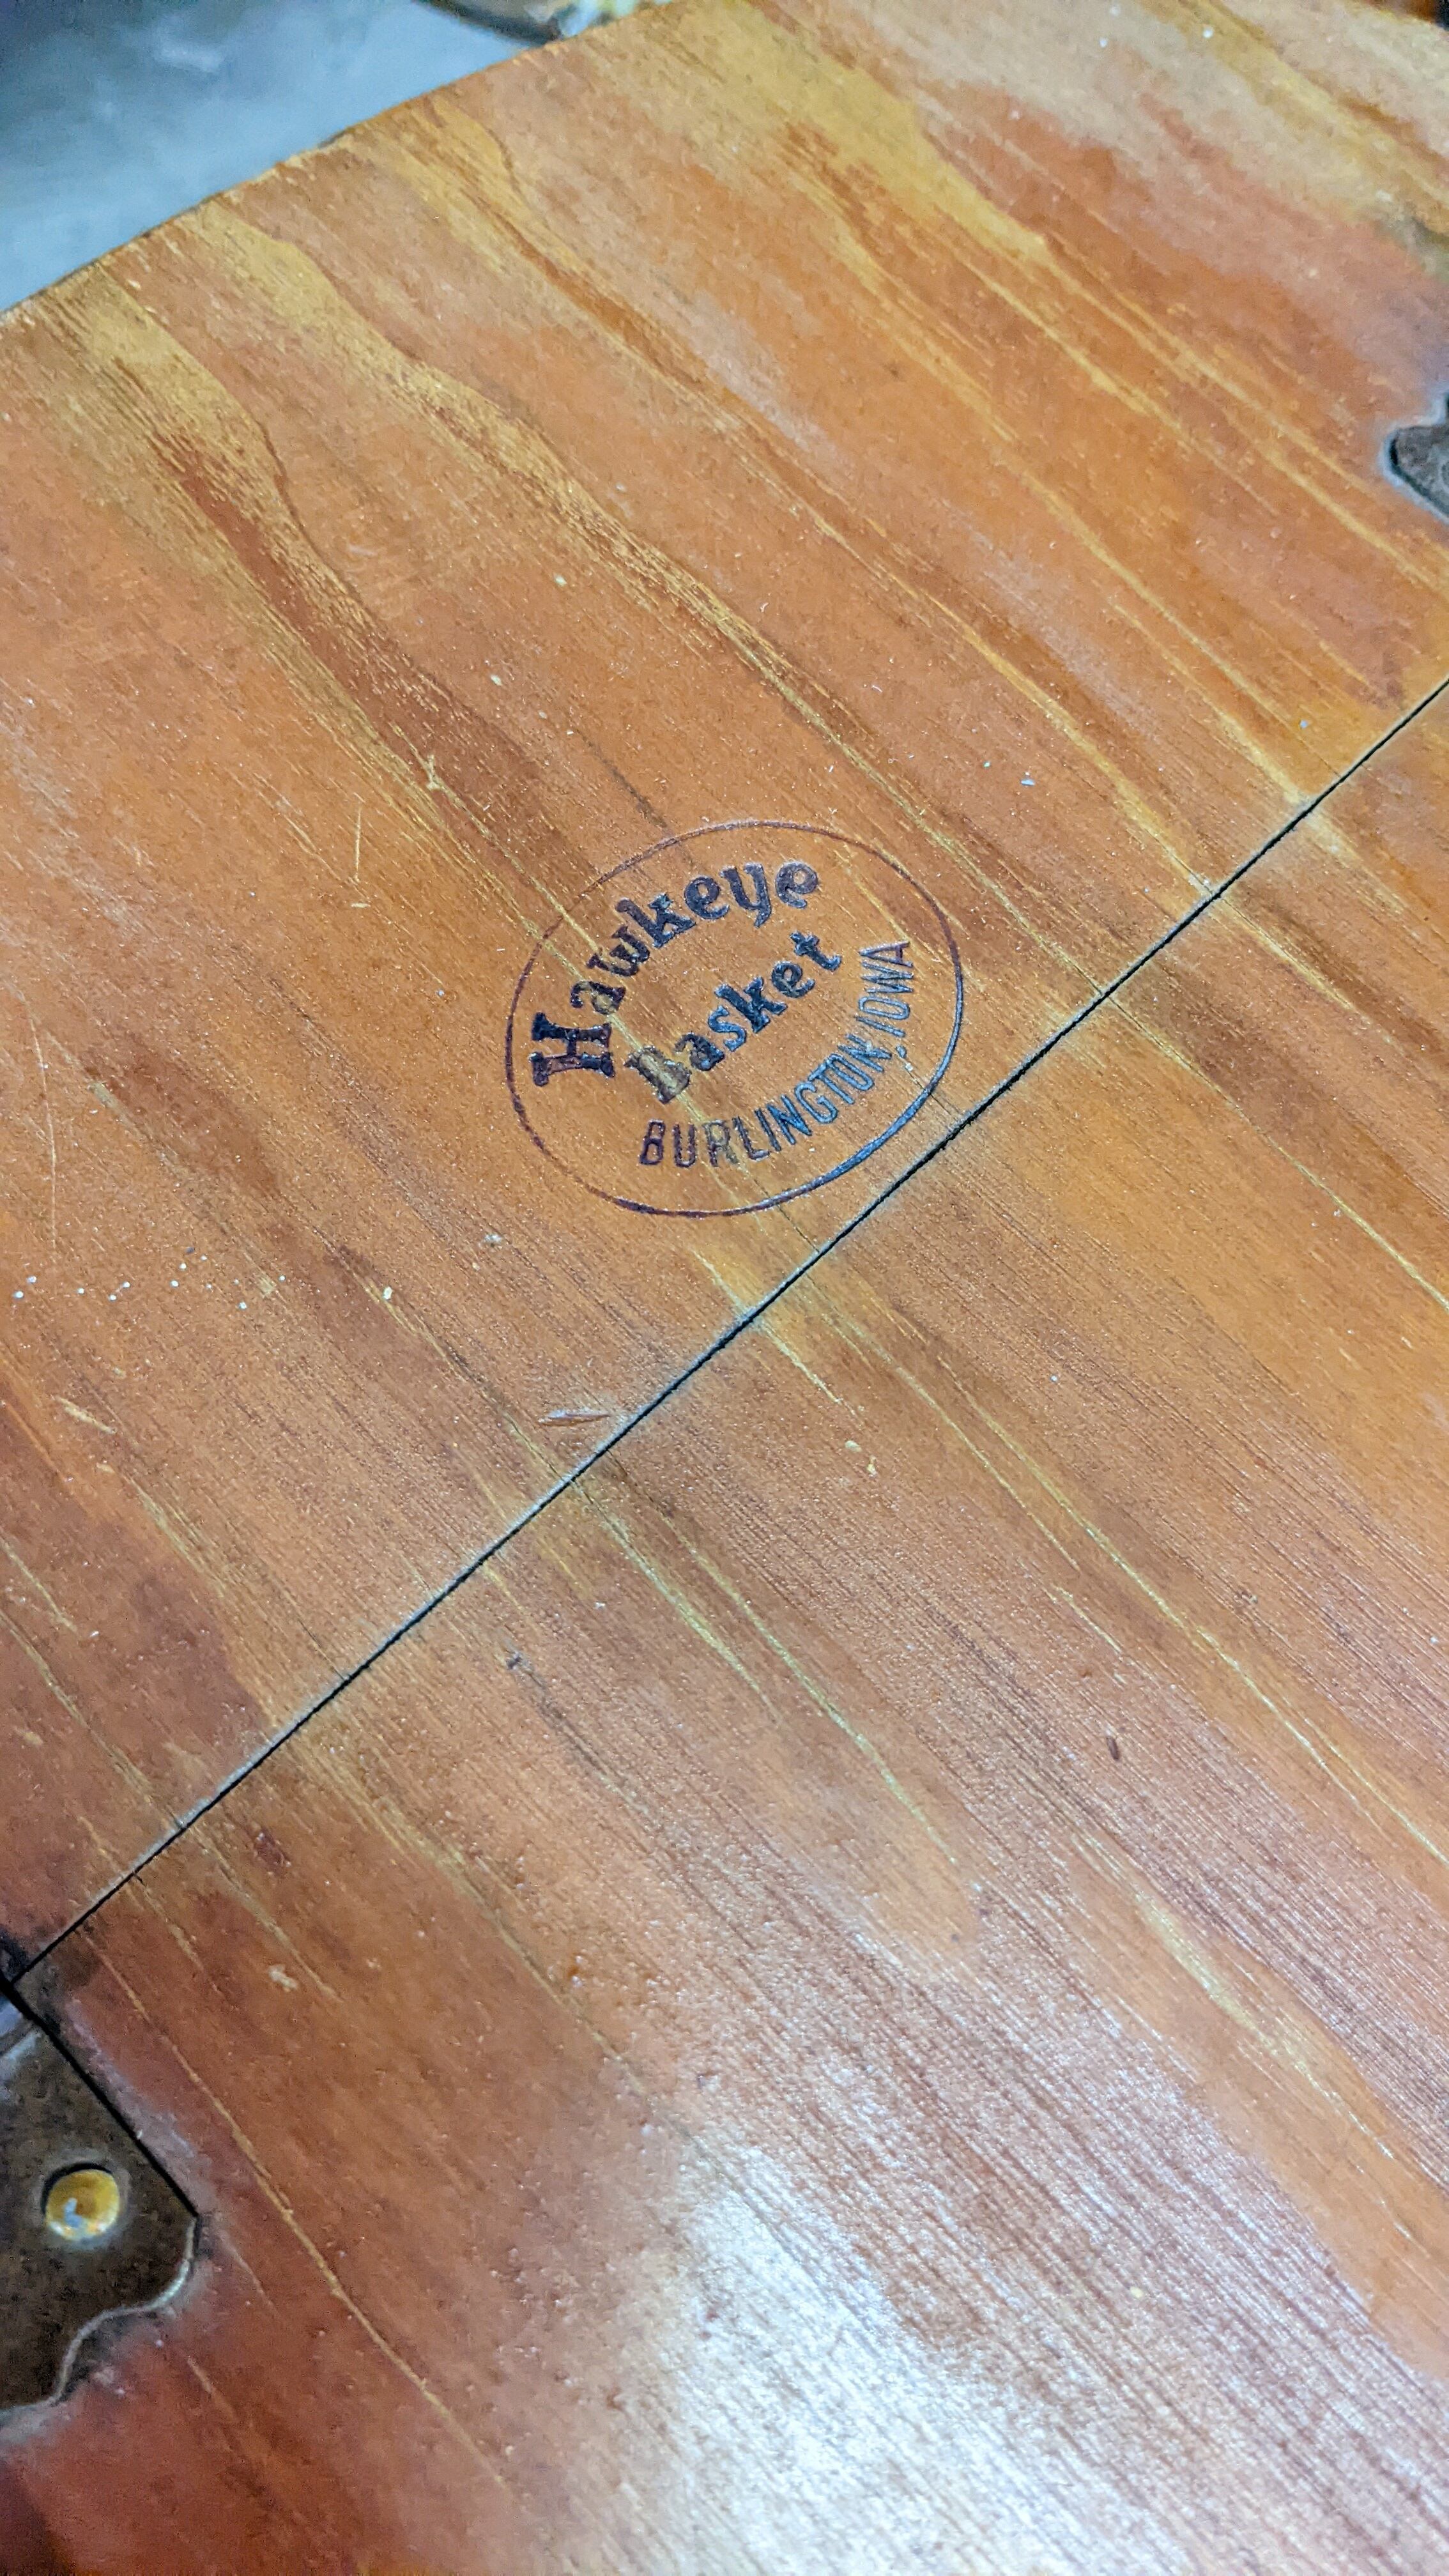 Hawkeye
Basket
BURLINGTON, IOWA